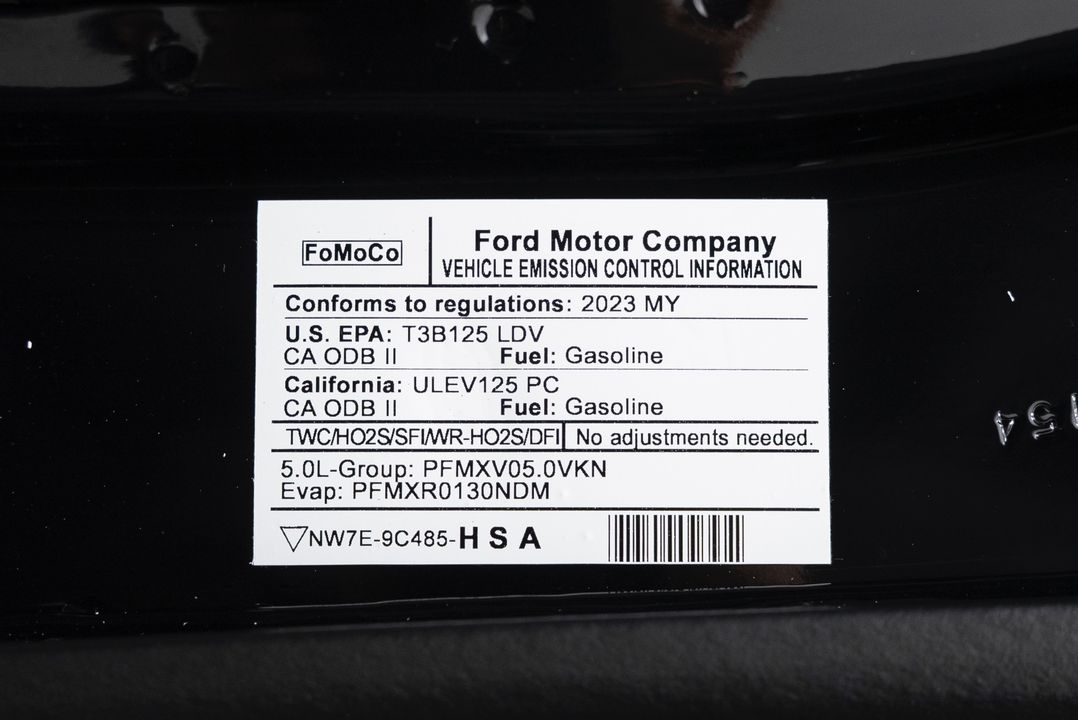 FoMoCo
Ford Motor Company
VEHICLE EMISSION CONTROL INFORMATION
Conforms to regulations: 2023 MY
U.S. EPA: T3B125 LDV
CA ODB II Fuel: Gasoline
California: ULEV125 PC
CA ODB II Fuel: Gasoline
TWC/HO2S/SFI/WR-HO2S/DFI No adjustments needed.
5.0L-Group: PFMXV05.0VKN
Evap: PFMXR0130NDM
NW7E-9C485-HSA